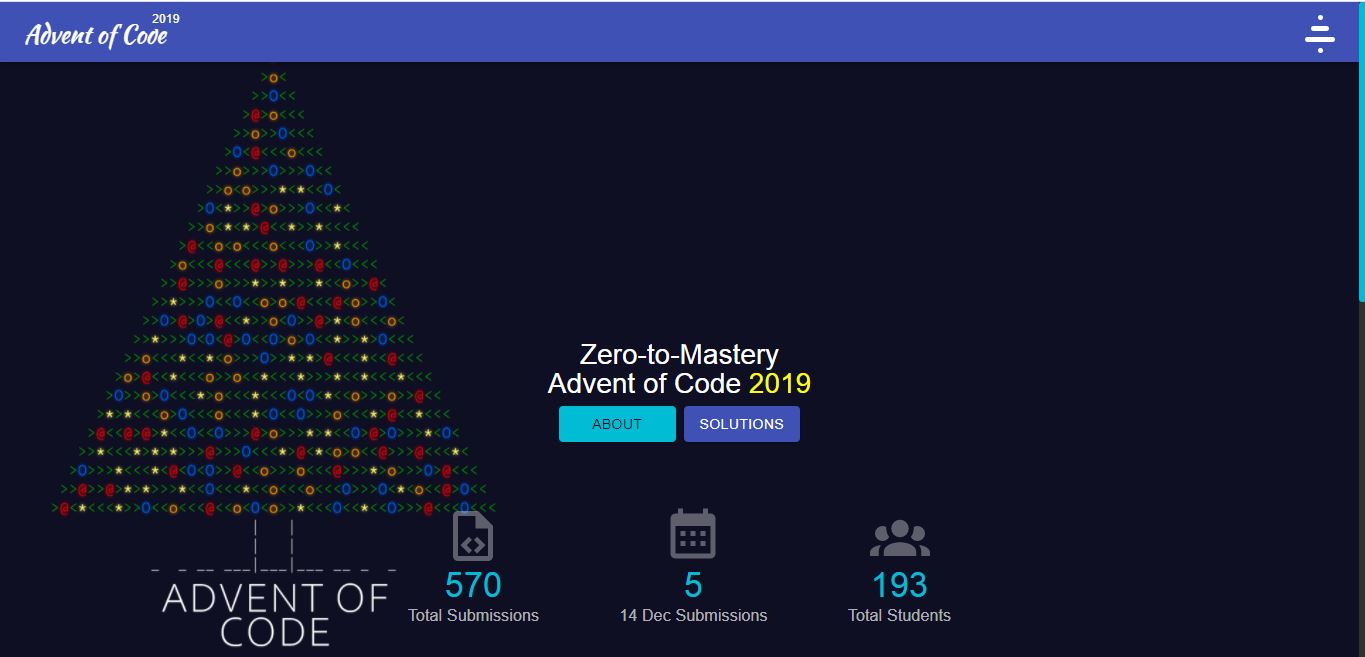 Advent of Code 2019
Zero-to-Mastery
Advent of Code 2019
ABOUT
SOLUTIONS
570
Total Submissions
5
14 Dec Submissions
193
Total Students
ADVENT OF
CODE